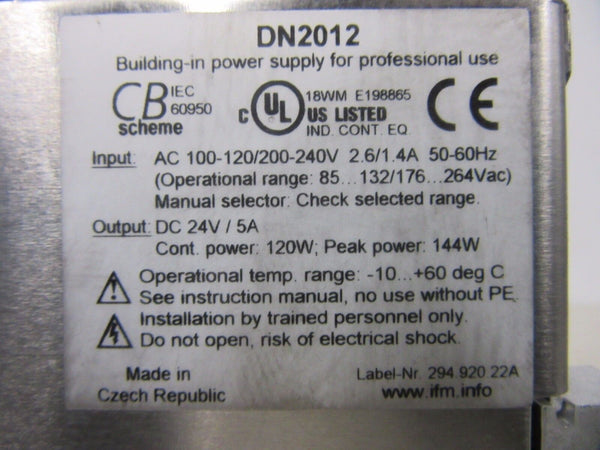 DN2012
Building-in power supply for professional use
CB IEC
60950
scheme
c UL US LISTED
18WM E198865
IND. CONT. EQ.
CE
Input: AC 100-120/200-240V 2.6/1.4A 50-60Hz
(Operational range: 85...132/176...264Vac)
Manual selector: Check selected range.
Output: DC 24V / 5A
Cont. power: 120W; Peak power: 144W
Operational temp. range: -10...+60 deg C
See instruction manual, no use without PE.
Installation by trained personnel only.
Do not open, risk of electrical shock.
Made in
Czech Republic
Label-Nr. 294.920.22A
www.ifm.info